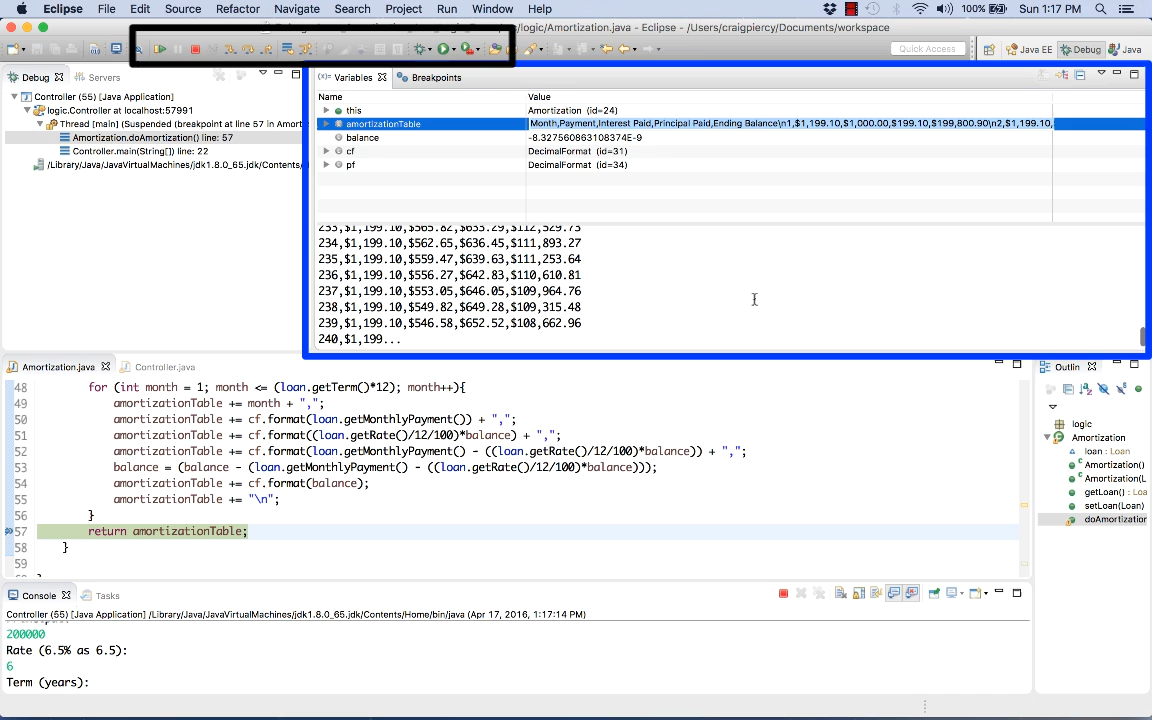 Eclipse File Edit Source Refactor Navigate Search Project Run Window Help 100% Sun 1:17 PM
/logic/Amortization.java - Eclipse - /Users/craigpiercy/Documents/workspace
Quick Access Java EE Debug Java
Debug Servers
Controller (55) [Java Application]
logic.Controller at localhost:57991
Thread [main] (Suspended (breakpoint at line 57 in Amort
Amortization.doAmortization() line: 57
Controller.main(String[]) line: 22
/Library/Java/JavaVirtualMachines/jdk1.8.0_65.jdk/Contents/
(x)= Variables Breakpoints
Name Value
this Amortization (id=24)
amortizationTable Month,Payment,Interest Paid,Principal Paid,Ending Balance\n1,$1,199.10,$1,000.00,$199.10,$199,800.90\n2,$1,199.10,
balance -8.327560863108374E-9
cf DecimalFormat (id=31)
pf DecimalFormat (id=34)
233,$1,199.10,$565.82,$633.29,$112,529.73
234,$1,199.10,$562.65,$636.45,$111,893.27
235,$1,199.10,$559.47,$639.63,$111,253.64
236,$1,199.10,$556.27,$642.83,$110,610.81
237,$1,199.10,$553.05,$646.05,$109,964.76
238,$1,199.10,$549.82,$649.28,$109,315.48
239,$1,199.10,$546.58,$652.52,$108,662.96
240,$1,199...
Amortization.java Controller.java
48 for (int month = 1; month <= (loan.getTerm()*12); month++){
49 amortizationTable += month + ",";
50 amortizationTable += cf.format(loan.getMonthlyPayment()) + ",";
51 amortizationTable += cf.format((loan.getRate()/12/100)*balance) + ",";
52 amortizationTable += cf.format(loan.getMonthlyPayment() - ((loan.getRate()/12/100)*balance)) + ",";
53 balance = (balance - (loan.getMonthlyPayment() - ((loan.getRate()/12/100)*balance)));
54 amortizationTable += cf.format(balance);
55 amortizationTable += "\n";
56 }
57 return amortizationTable;
58 }
59
Outlin
logic
Amortization
loan : Loan
Amortization()
Amortization(L
getLoan() : Loa
setLoan(Loan)
doAmortization
Console Tasks
Controller (55) [Java Application] /Library/Java/JavaVirtualMachines/jdk1.8.0_65.jdk/Contents/Home/bin/java (Apr 17, 2016, 1:17:14 PM)
200000
Rate (6.5% as 6.5):
6
Term (years):